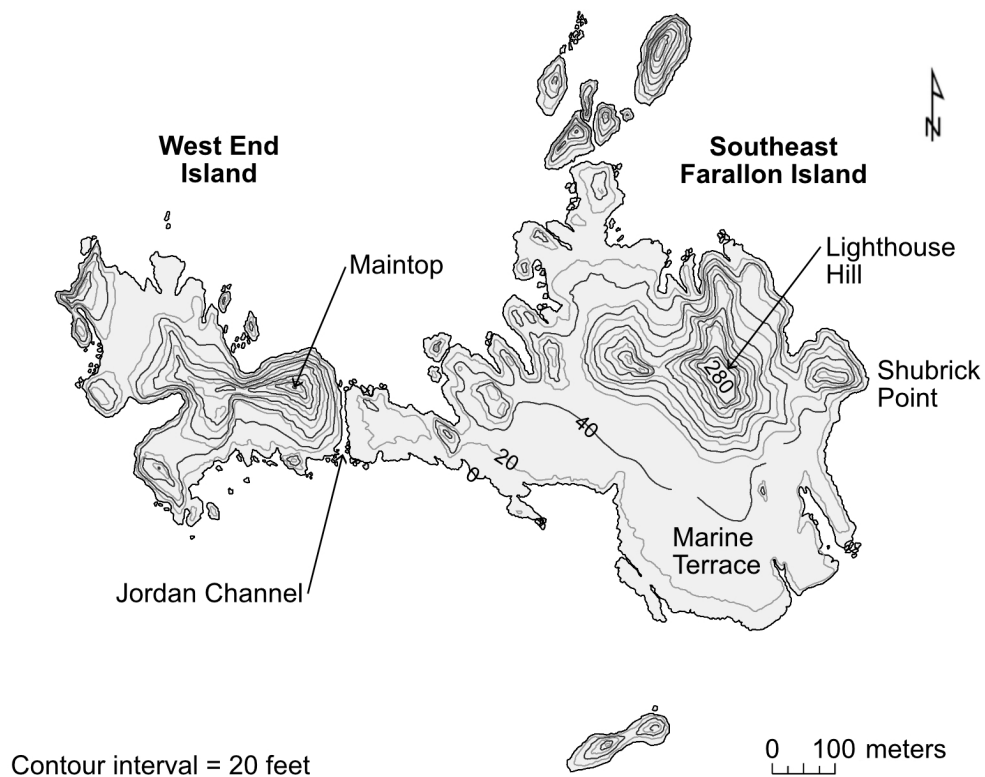 N
West End
Island
Southeast
Farallon Island
Maintop
Lighthouse
Hill
280
Shubrick
Point
40
20
0
Marine
Terrace
Jordan Channel
0 100 meters
Contour interval = 20 feet